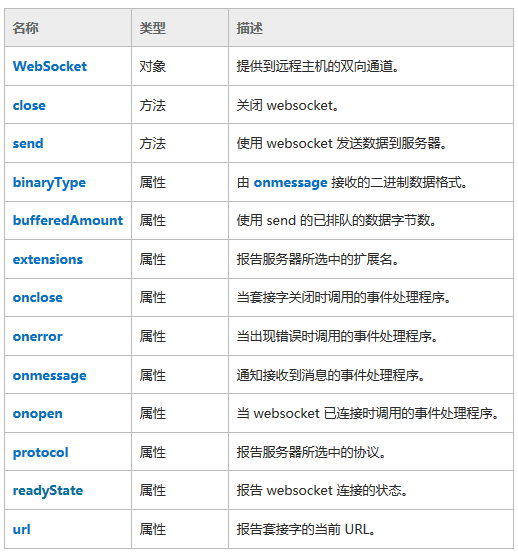 名称 类型 描述
WebSocket 对象 提供到远程主机的双向通道。
close 方法 关闭 websocket。
send 方法 使用 websocket 发送数据到服务器。
binaryType 属性 由 onmessage 接收的二进制数据格式。
bufferedAmount 属性 使用 send 的已排队的数据字节数。
extensions 属性 报告服务器所选中的扩展名。
onclose 属性 当套接字关闭时调用的事件处理程序。
onerror 属性 当出现错误时调用的事件处理程序。
onmessage 属性 通知接收到消息的事件处理程序。
onopen 属性 当 websocket 已连接时调用的事件处理程序。
protocol 属性 报告服务器所选中的协议。
readyState 属性 报告 websocket 连接的状态。
url 属性 报告套接字的当前 URL。